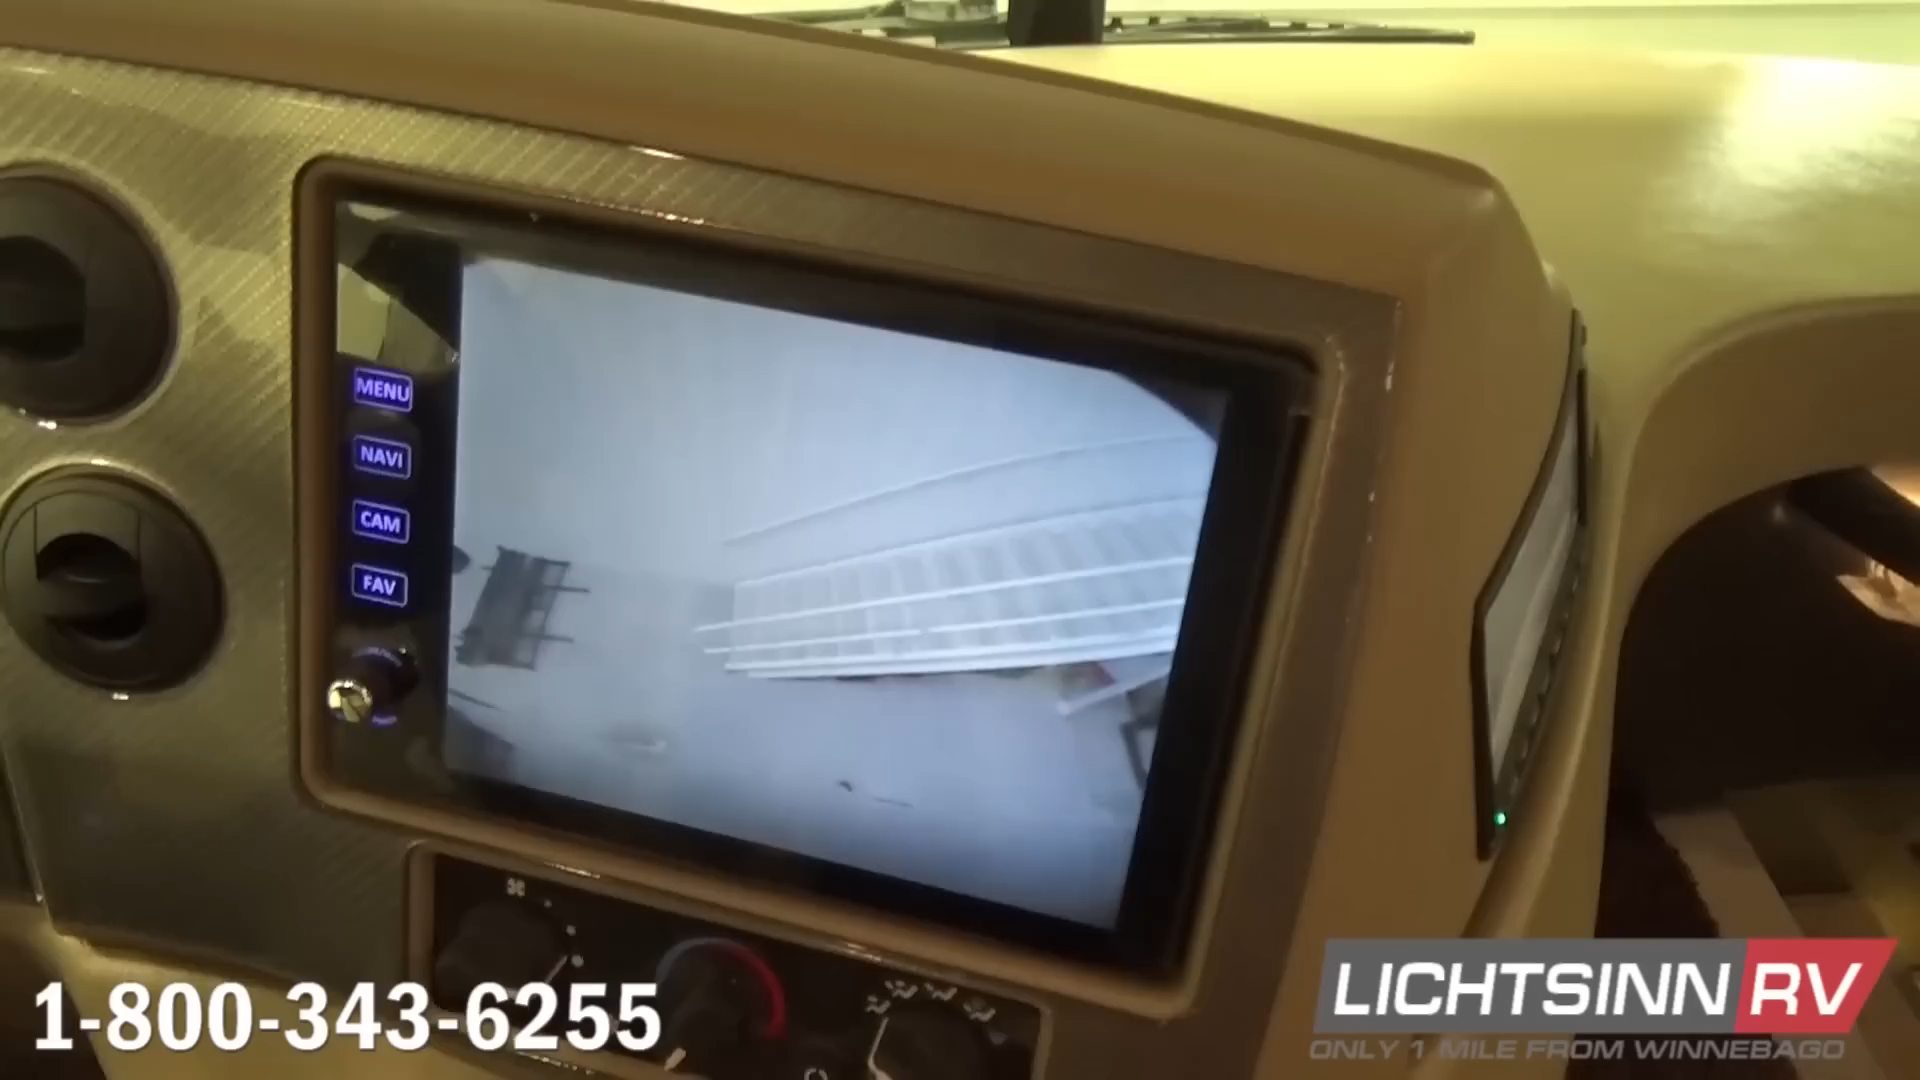 MENU
NAVI
CAM
FAV
1-800-343-6255
LICHTSINN RV
ONLY 1 MILE FROM WINNEBAGO